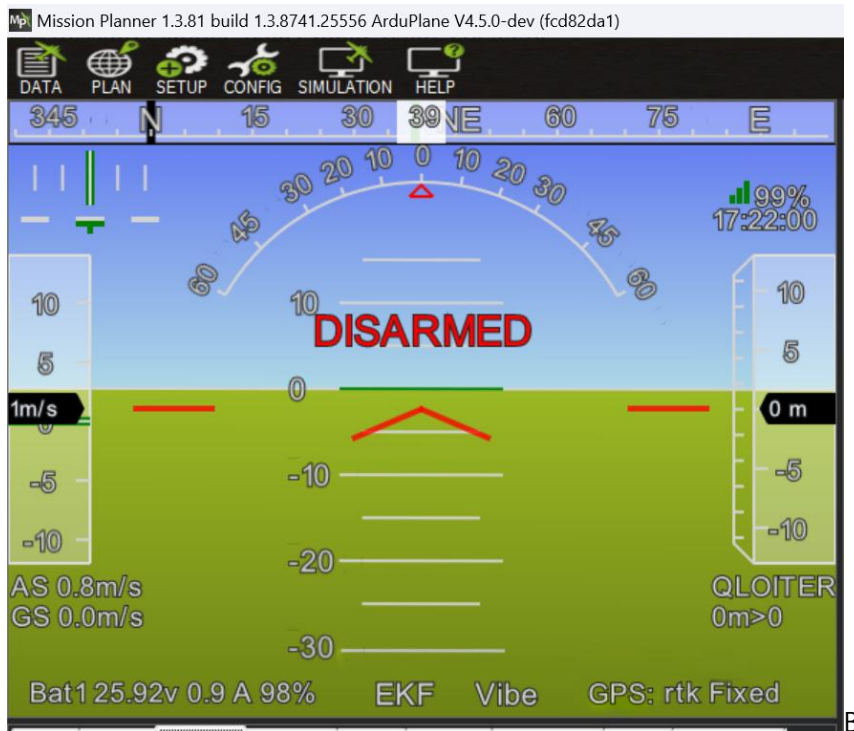 Mission Planner 1.3.81 build 1.3.8741.25556 ArduPlane V4.5.0-dev (fcd82da1)
DATA PLAN SETUP CONFIG SIMULATION HELP
345 N 15 30 39 NE 60 75 E
60 45 30 20 10 0 10 20 30 45 60
99%
17:22:00
10 10 10
DISARMED
5 5
0
1m/s 0 m
0
-5 -10 -5
-10 -20 -10
AS 0.8m/s QLOITER
GS 0.0m/s 0m>0
-30
Bat1 25.92v 0.9 A 98% EKF Vibe GPS: rtk Fixed